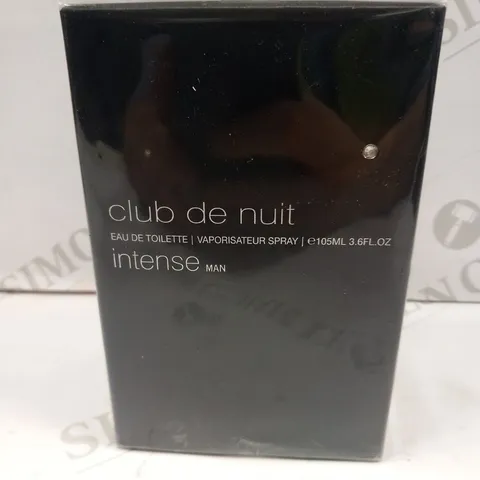 club de nuit
EAU DE TOILETTE | VAPORISATEUR SPRAY | ℮105ML 3.6FL.OZ
intense MAN